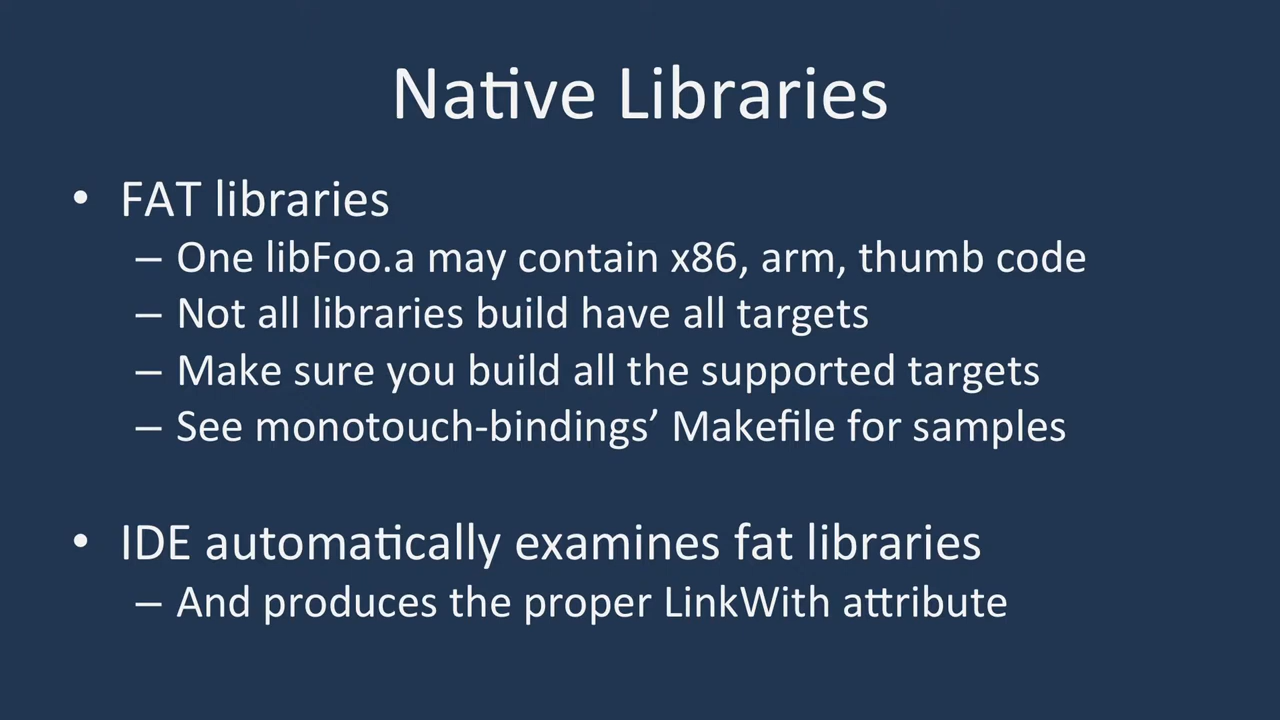 Native Libraries
• FAT libraries
– One libFoo.a may contain x86, arm, thumb code
– Not all libraries build have all targets
– Make sure you build all the supported targets
– See monotouch-bindings’ Makefile for samples
• IDE automatically examines fat libraries
– And produces the proper LinkWith attribute